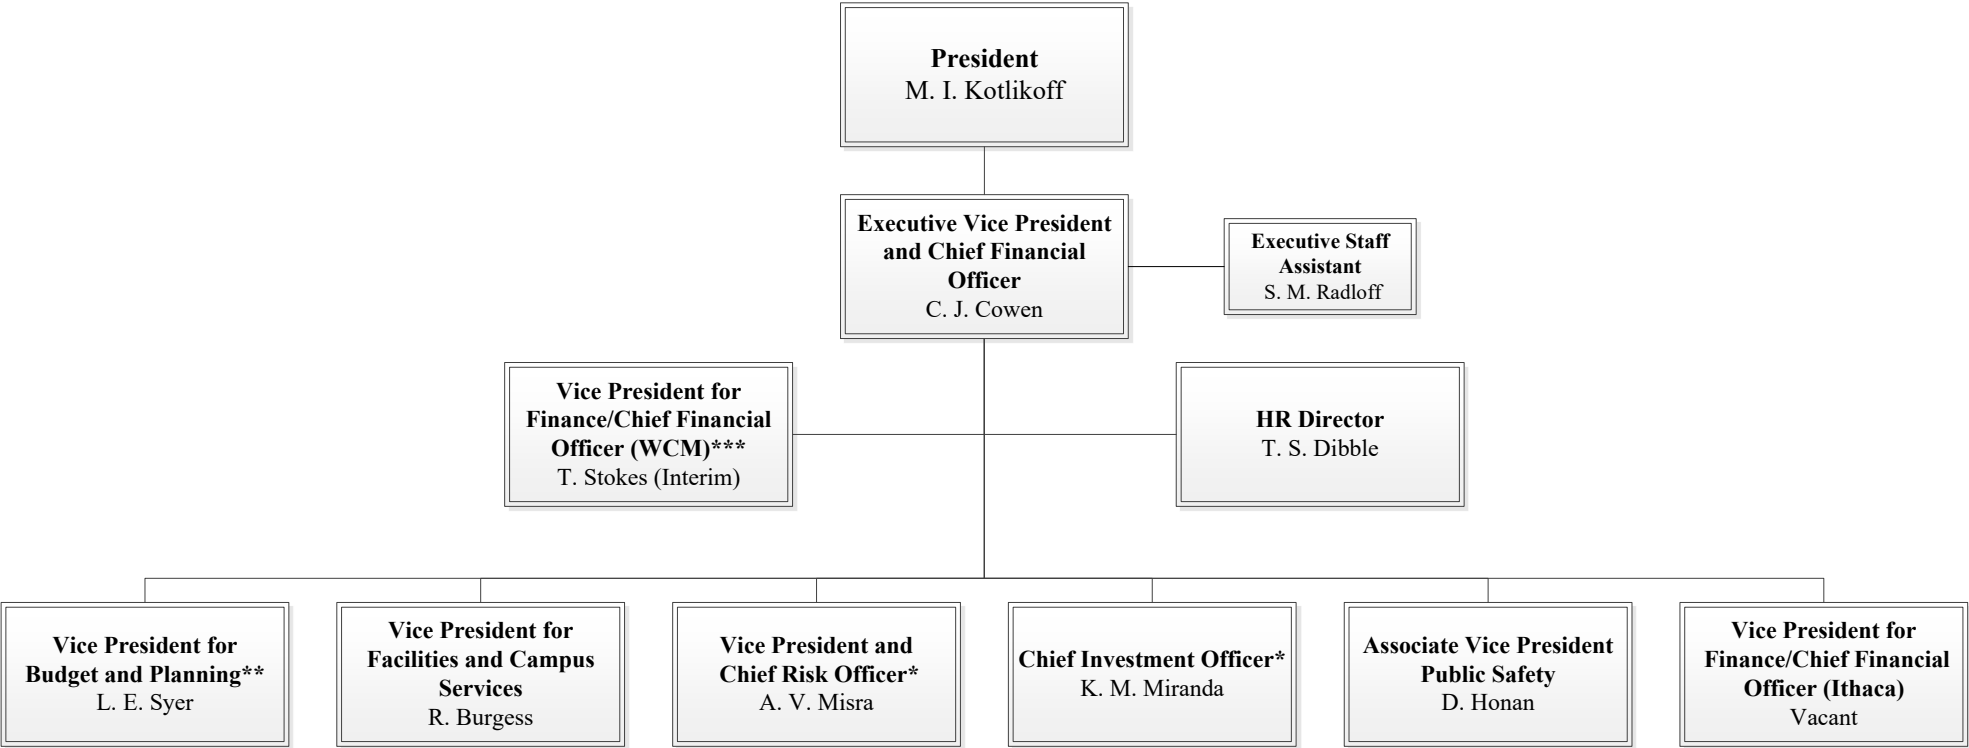 President
M. I. Kotlikoff
Executive Vice President
and Chief Financial
Officer
C. J. Cowen
Executive Staff
Assistant
S. M. Radloff
Vice President for
Finance/Chief Financial
Officer (WCM)***
T. Stokes (Interim)
HR Director
T. S. Dibble
Vice President for
Budget and Planning**
L. E. Syer
Vice President for
Facilities and Campus
Services
R. Burgess
Vice President and
Chief Risk Officer*
A. V. Misra
Chief Investment Officer*
K. M. Miranda
Associate Vice President
Public Safety
D. Honan
Vice President for
Finance/Chief Financial
Officer (Ithaca)
Vacant